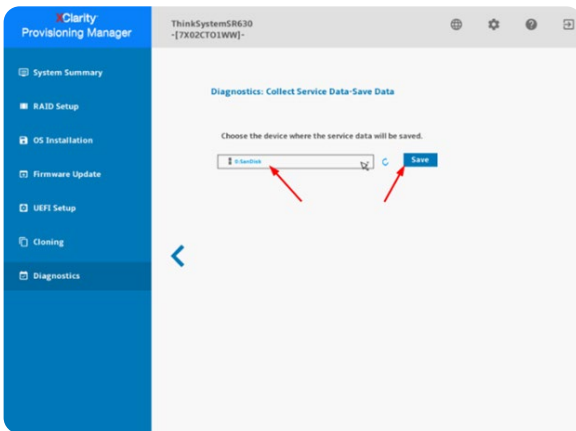 XClarity
Provisioning Manager
ThinkSystemSR630
-[7X02CTO1WW]-
System Summary
RAID Setup
OS Installation
Firmware Update
UEFI Setup
Cloning
Diagnostics
Diagnostics: Collect Service Data-Save Data
Choose the device where the service data will be saved.
E:SanDisk
Save